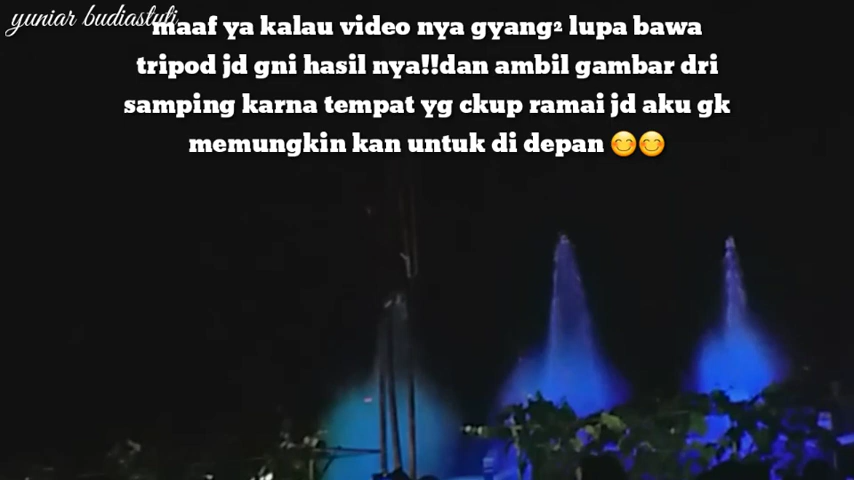 yuniar budiastuti
maaf ya kalau video nya gyang² lupa bawa
tripod jd gni hasil nya!!dan ambil gambar dri
samping karna tempat yg ckup ramai jd aku gk
memungkin kan untuk di depan 😊😊